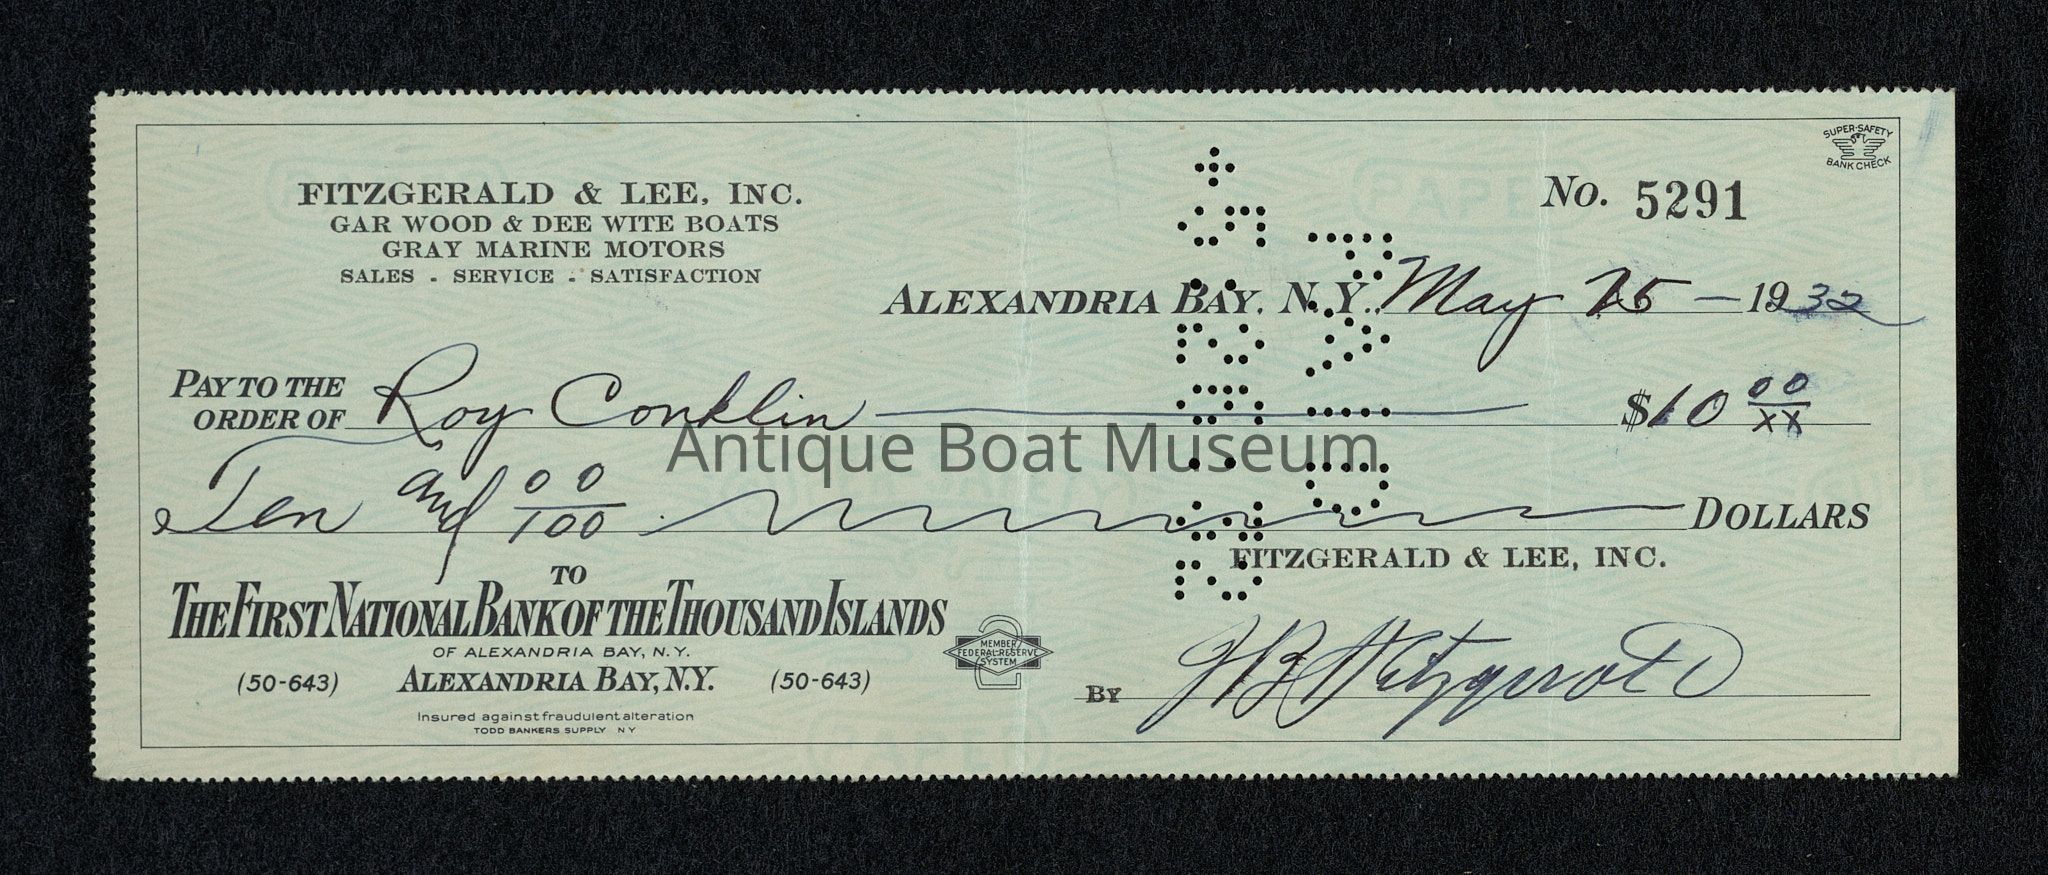 SUPER-SAFETY
BANK CHECK
FITZGERALD & LEE, INC.
GAR WOOD & DEE WITE BOATS
GRAY MARINE MOTORS
SALES - SERVICE - SATISFACTION
No. 5291
ALEXANDRIA BAY, N.Y. May 25 - 1932
PAY TO THE
ORDER OF Roy Conklin $10 00/XX
Antique Boat Museum
Ten and 00/100 DOLLARS
FITZGERALD & LEE, INC.
TO
THE FIRST NATIONAL BANK OF THE THOUSAND ISLANDS
OF ALEXANDRIA BAY, N.Y.
(50-643) ALEXANDRIA BAY, N.Y. (50-643)
MEMBER
FEDERAL RESERVE
SYSTEM
BY Fitzgerald
Insured against fraudulent alteration
TODD BANKERS SUPPLY NY